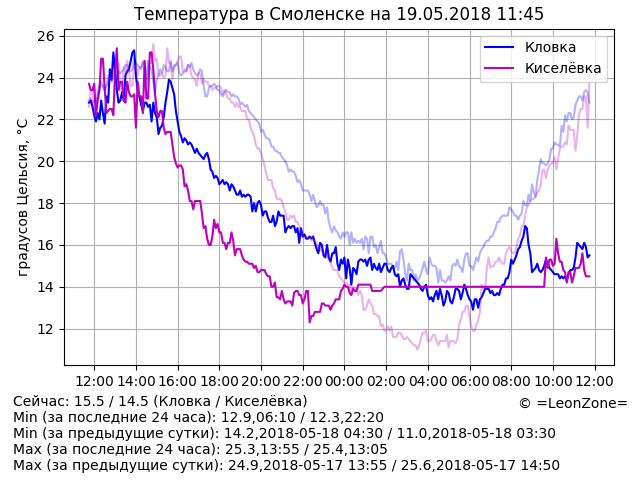 Температура в Смоленске на 19.05.2018 11:45
градусов Цельсия, °C
26
24
22
20
18
16
14
12
Кловка
Киселёвка
12:00 14:00 16:00 18:00 20:00 22:00 00:00 02:00 04:00 06:00 08:00 10:00 12:00
Сейчас: 15.5 / 14.5 (Кловка / Киселёвка)
© =LeonZone=
Min (за последние 24 часа): 12.9,06:10 / 12.3,22:20
Min (за предыдущие сутки): 14.2,2018-05-18 04:30 / 11.0,2018-05-18 03:30
Max (за последние 24 часа): 25.3,13:55 / 25.4,13:05
Max (за предыдущие сутки): 24.9,2018-05-17 13:55 / 25.6,2018-05-17 14:50